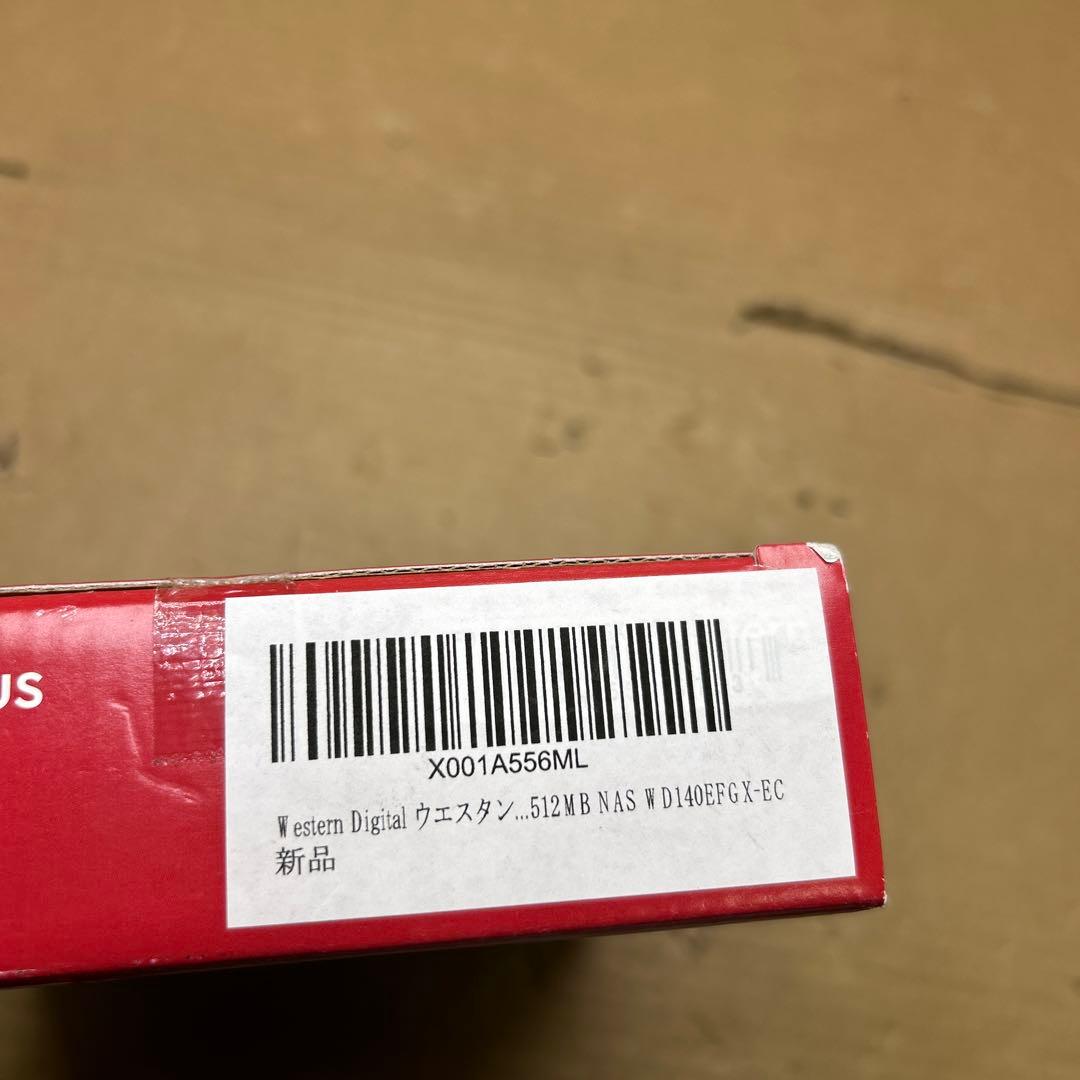 US
X001A556ML
Western Digital ウエスタン...512MB NAS WD140EFGX-EC
新品